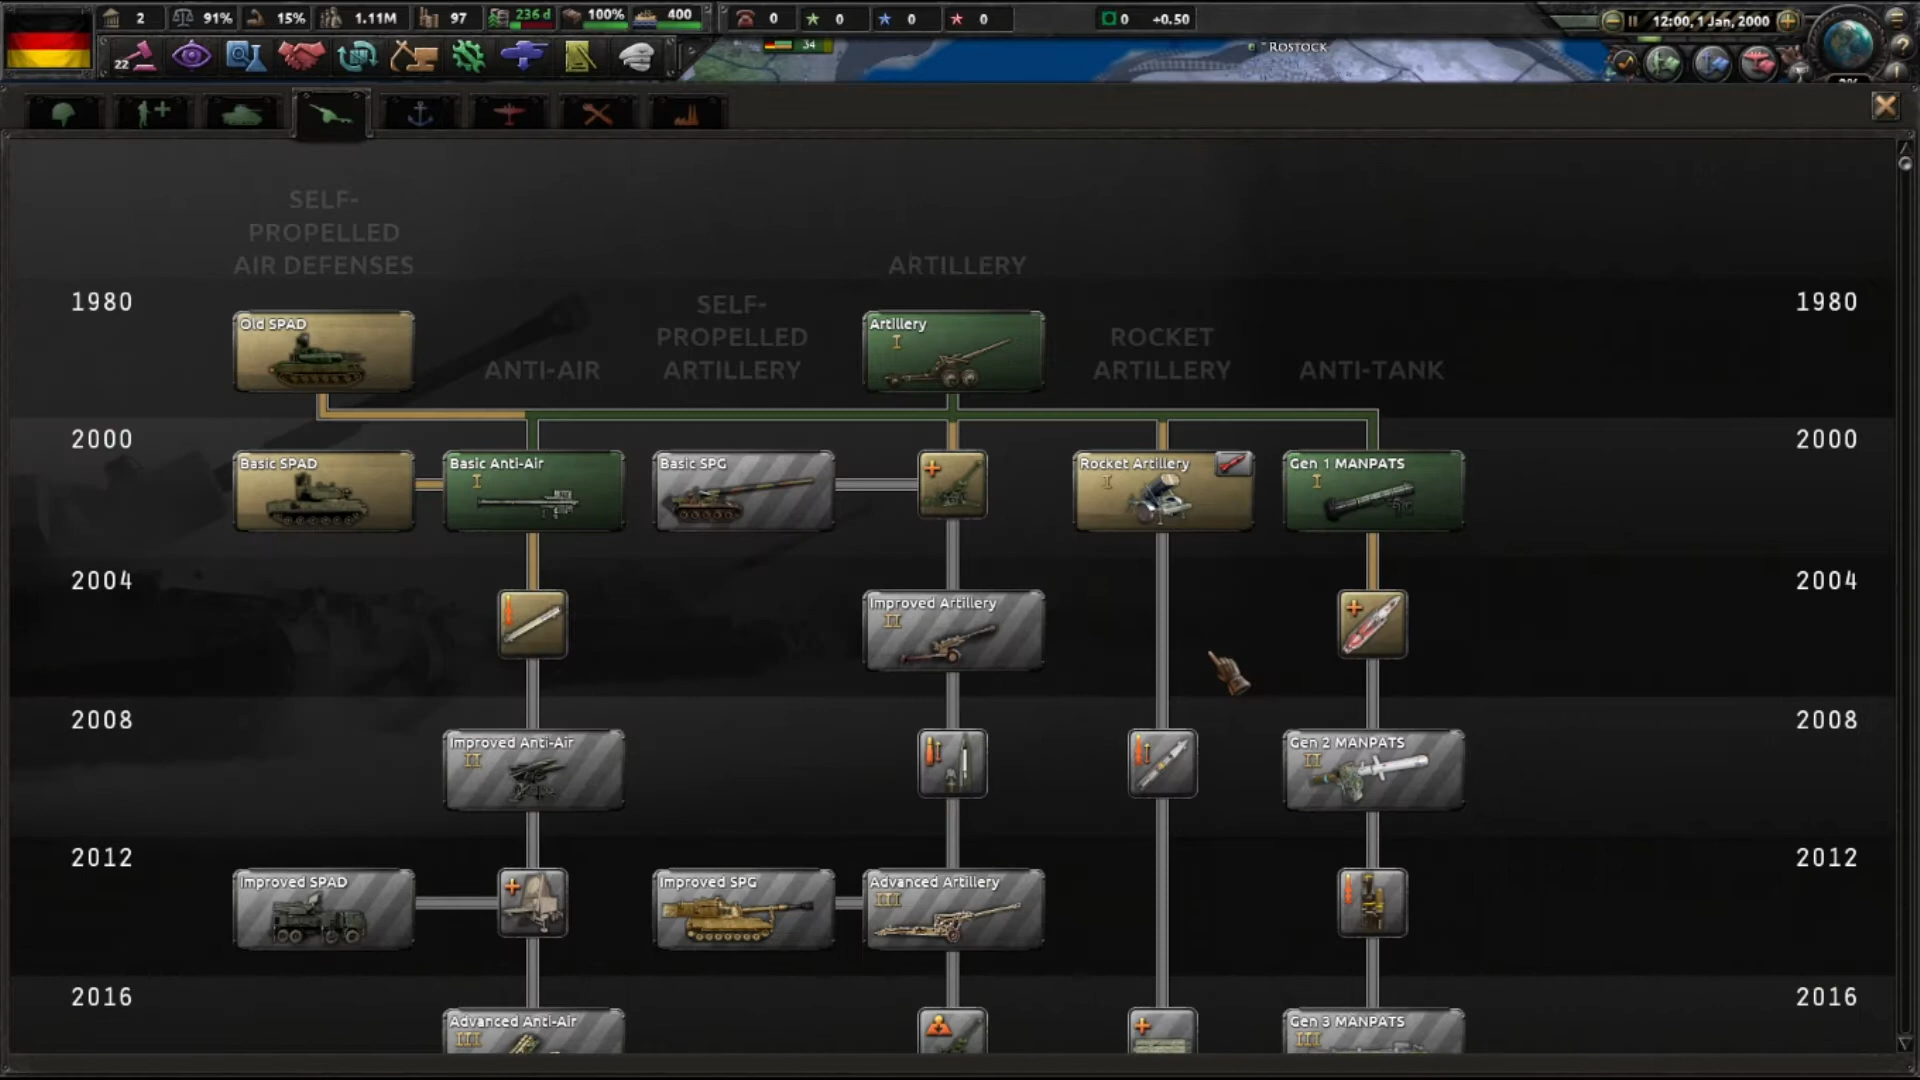 2 91% 15% 1.11M 97 236 d 100% 400 0 0 0 0 0 +0.50 12:00, 1 Jan, 2000
22 34 ROSTOCK
SELF-
PROPELLED
AIR DEFENSES
ARTILLERY
1980 1980
SELF-
PROPELLED
ARTILLERY
ROCKET
ARTILLERY
ANTI-AIR
ANTI-TANK
Old SPAD
Artillery
I
2000 2000
Basic SPAD
Basic Anti-Air
I
Basic SPG
Rocket Artillery
I
Gen 1 MANPATS
I
2004 2004
Improved Artillery
II
2008 2008
Improved Anti-Air
II
Gen 2 MANPATS
II
2012 2012
Improved SPAD
Improved SPG
Advanced Artillery
III
2016 2016
Advanced Anti-Air
III
Gen 3 MANPATS
III